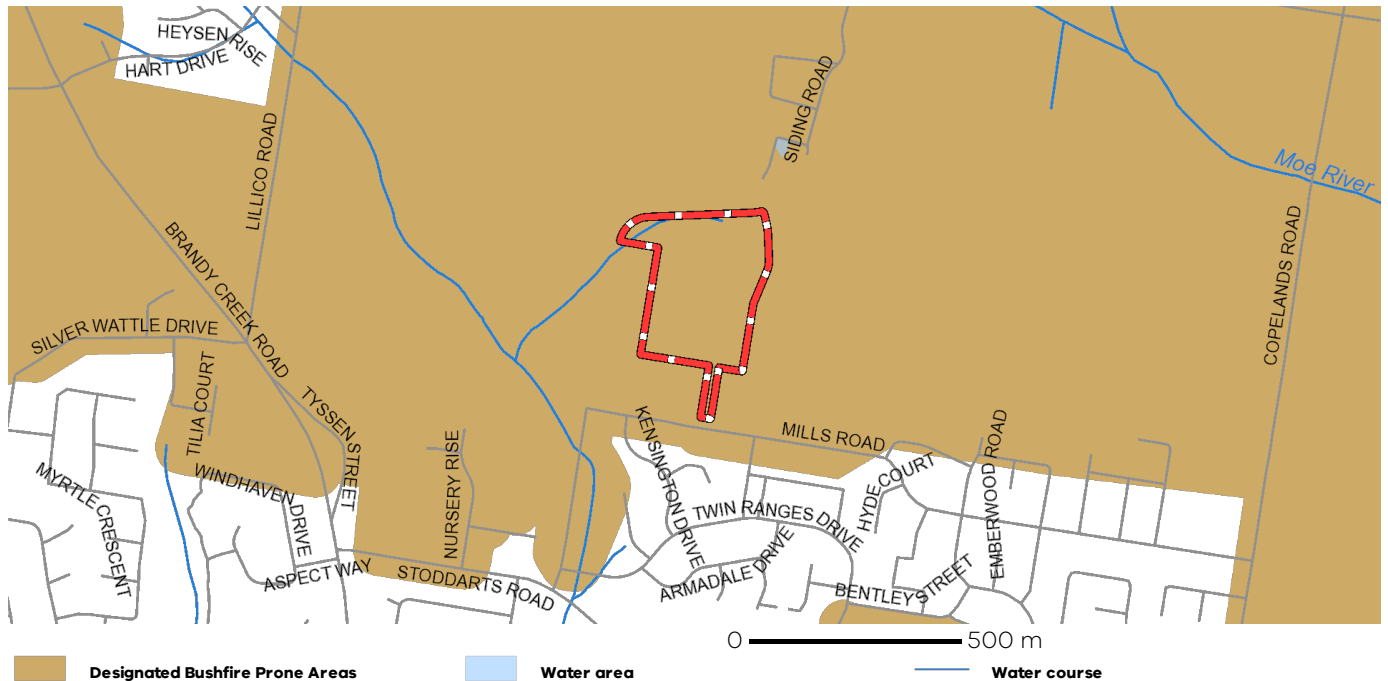 HEYSEN RISE
HART DRIVE
SIDING ROAD
LILLICO ROAD
Moe River
BRANDY CREEK ROAD
COPELANDS ROAD
SILVER WATTLE DRIVE
TILIA COURT
TYSSEN STREET
KENSINGTON DRIVE
MILLS ROAD
EMBERWOOD ROAD
NURSERY RISE
MYRTLE CRESCENT
WINDHAVEN DRIVE
HYDE COURT
TWIN RANGES DRIVE
ASPECT WAY
STODDARTS ROAD
ARMADALE DRIVE
BENTLEY STREET
0 500 m
Designated Bushfire Prone Areas
Water area
Water course